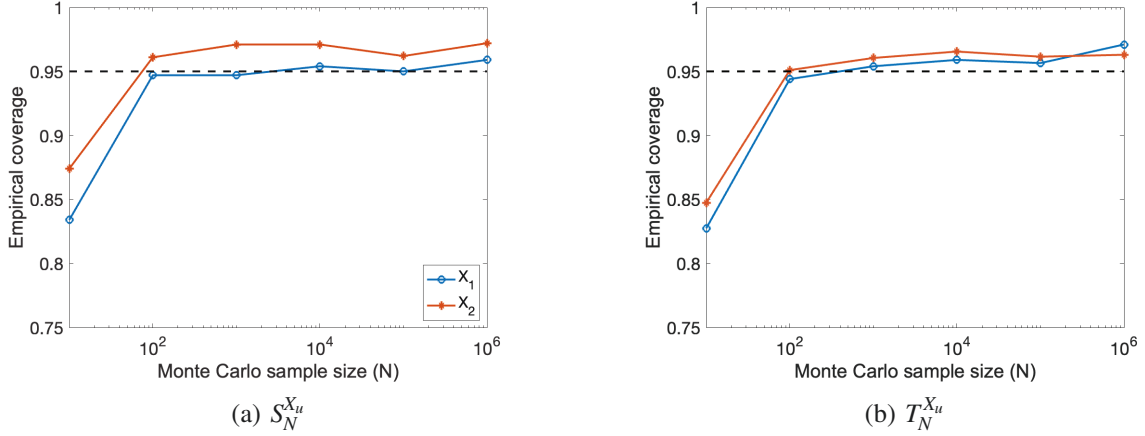 1
0.95
0.9
0.85
0.8
0.75
Empirical coverage
10^2
10^4
10^6
Monte Carlo sample size (N)
X_1
X_2
(a) S_N^{X_u}
1
0.95
0.9
0.85
0.8
0.75
Empirical coverage
10^2
10^4
10^6
Monte Carlo sample size (N)
(b) T_N^{X_u}